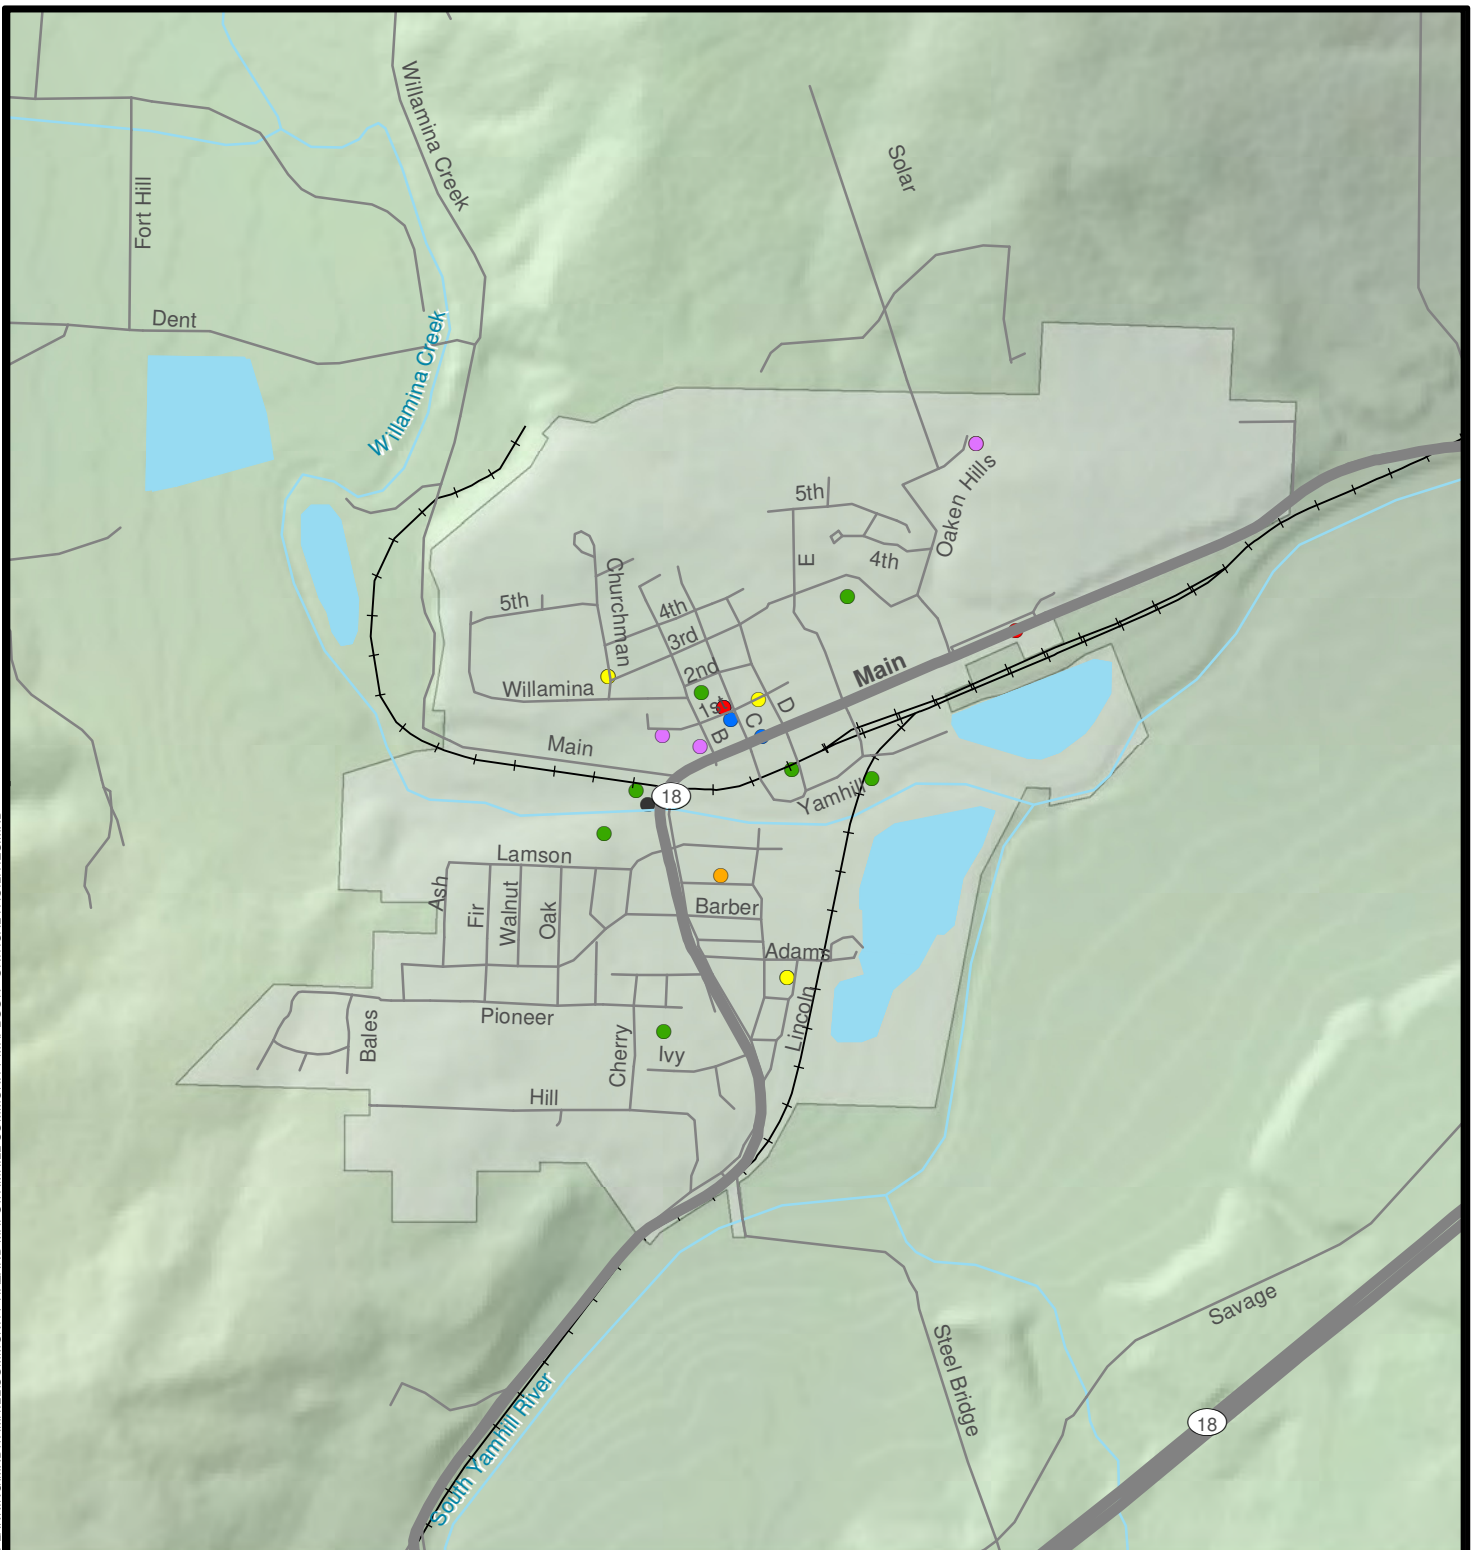 Willamina Creek
Solar
Fort Hill
Dent
Willamina Creek
Oaken Hills
5th
E
4th
Churchman
5th
4th
3rd
2nd
Willamina
1st
Main
D
C
B
Main
18
Yamhill
Lamson
Ash
Fir
Walnut
Oak
Barber
Adams
Lincoln
Pioneer
Bales
Cherry
Ivy
Hill
Savage
Steel Bridge
South Yamhill River
18